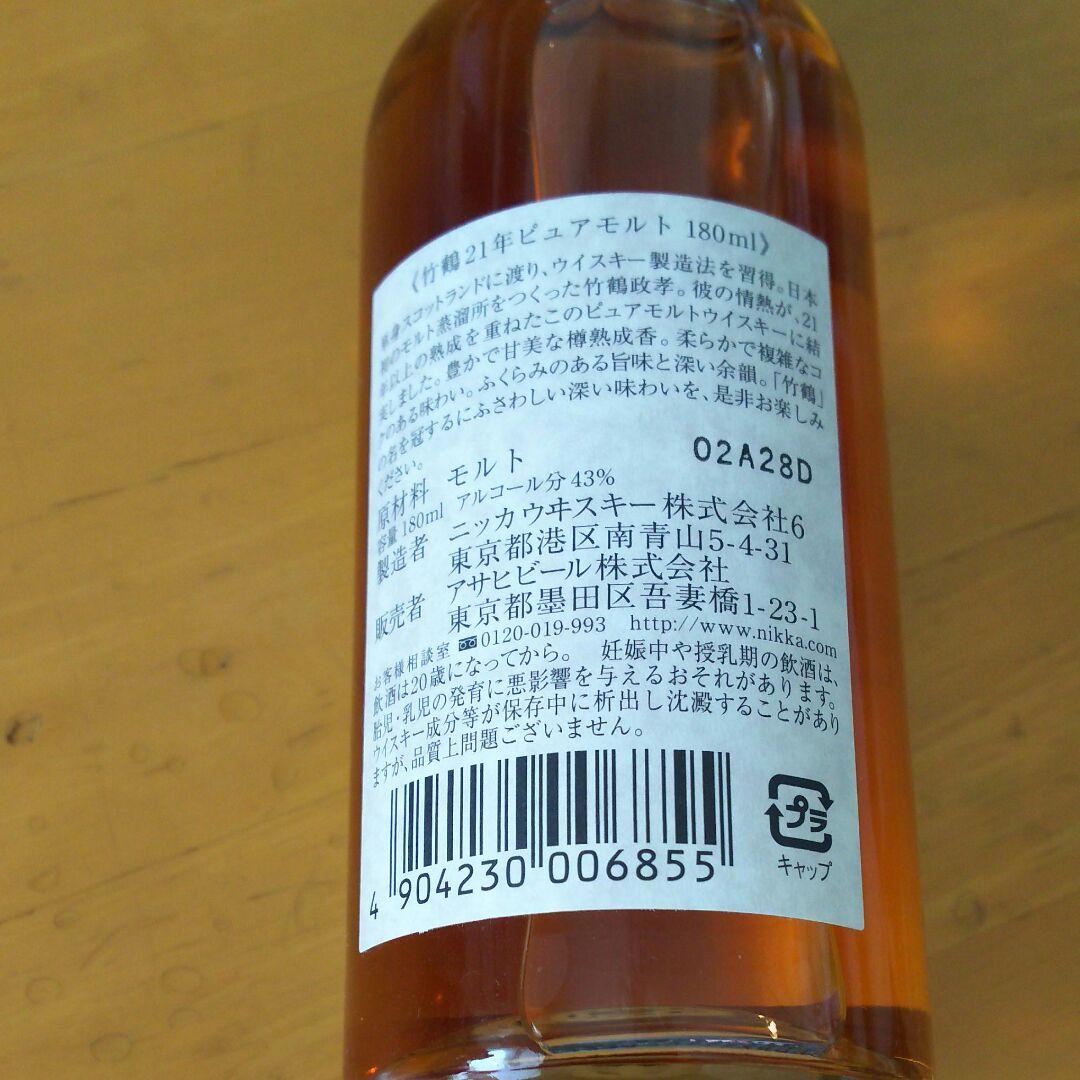 《竹鶴21年ピュアモルト 180ml》
単身スコットランドに渡り、ウイスキー製造法を習得。日本
初のモルト蒸溜所をつくった竹鶴政孝。彼の情熱が、21
年以上の熟成を重ねたこのピュアモルトウイスキーに結
実しました。豊かで甘美な樽熟成香。柔らかで複雑なコ
クのある味わい。ふくらみのある旨味と深い余韻。「竹鶴」
の名を冠するにふさわしい深い味わいを、是非お楽しみ
ください。
02A28D
原材料 モルト
容量180ml アルコール分43%
製造者 ニッカウヰスキー株式会社6
東京都港区南青山5-4-31
販売者 アサヒビール株式会社
東京都墨田区吾妻橋1-23-1
お客様相談室 0120-019-993 http://www.nikka.com
飲酒は20歳になってから。 妊娠中や授乳期の飲酒は、
胎児・乳児の発育に悪影響を与えるおそれがあります。
ウイスキー成分等が保存中に析出し沈澱することがあり
ますが、品質上問題ございません。
4 904230 006855
プラ
キャップ